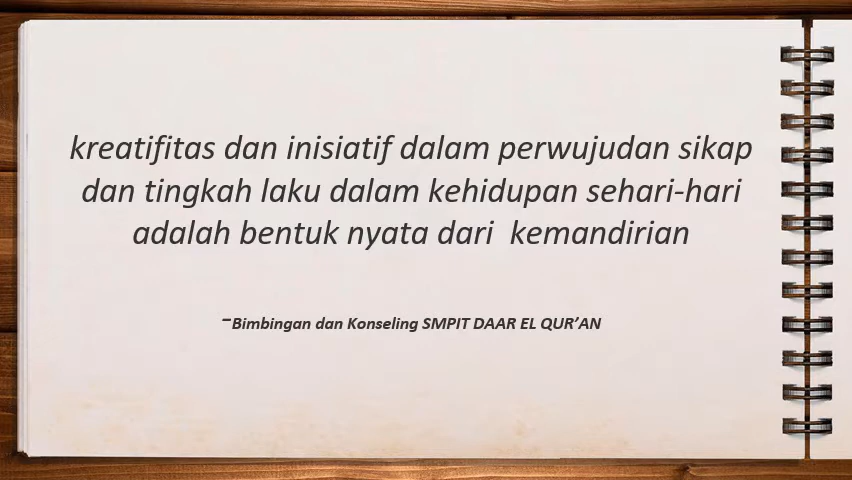 kreatifitas dan inisiatif dalam perwujudan sikap
dan tingkah laku dalam kehidupan sehari-hari
adalah bentuk nyata dari kemandirian
-Bimbingan dan Konseling SMPIT DAAR EL QUR’AN